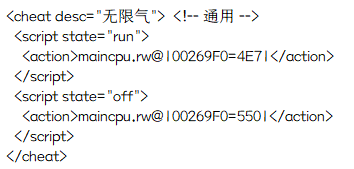 <cheat desc="无限气"> <!-- 通用 -->
<script state="run">
<action>maincpu.rw@100269F0=4E71</action>
</script>
<script state="off">
<action>maincpu.rw@100269F0=5501</action>
</script>
</cheat>